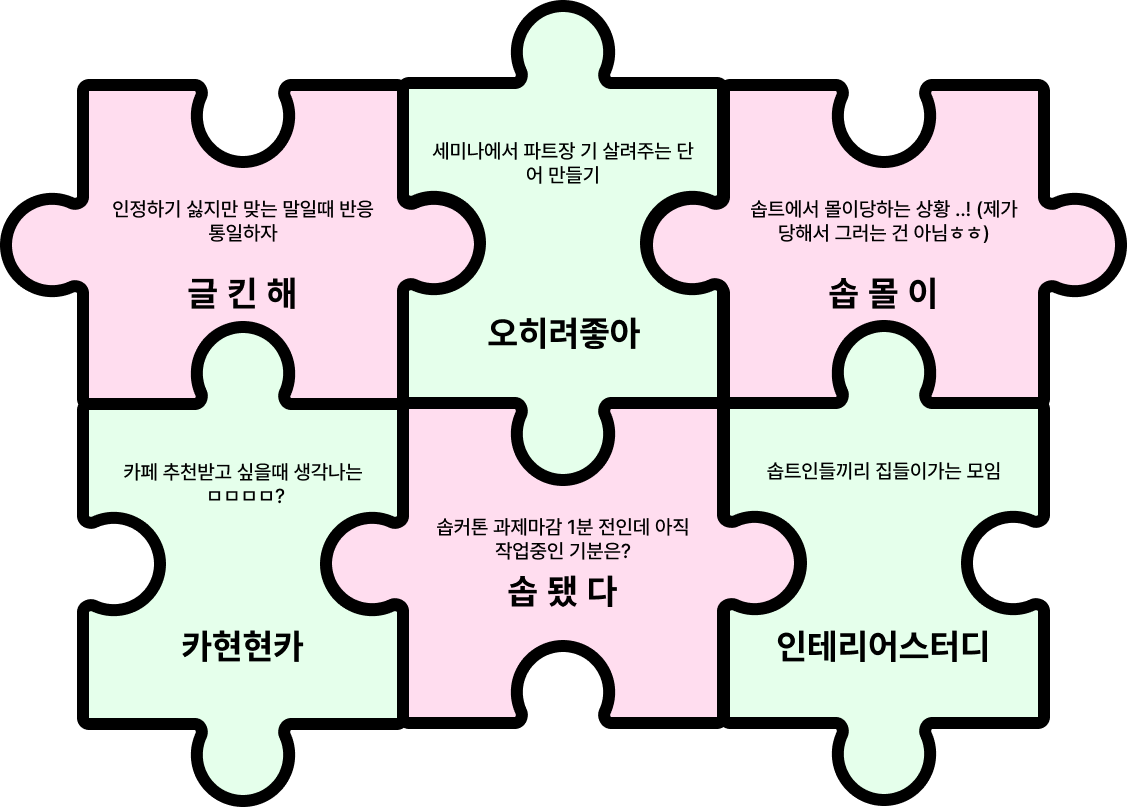 인정하기 싫지만 맞는 말일때 반응
통일하자
글 킨 해
세미나에서 파트장 기 살려주는 단
어 만들기
오히려좋아
솝트에서 몰이당하는 상황 ..! (제가
당해서 그러는 건 아님ㅎㅎ)
솝 몰 이
카페 추천받고 싶을때 생각나는
ㅁㅁㅁㅁ?
카현현카
솝커톤 과제마감 1분 전인데 아직
작업중인 기분은?
솝 됐 다
솝트인들끼리 집들이가는 모임
인테리어스터디